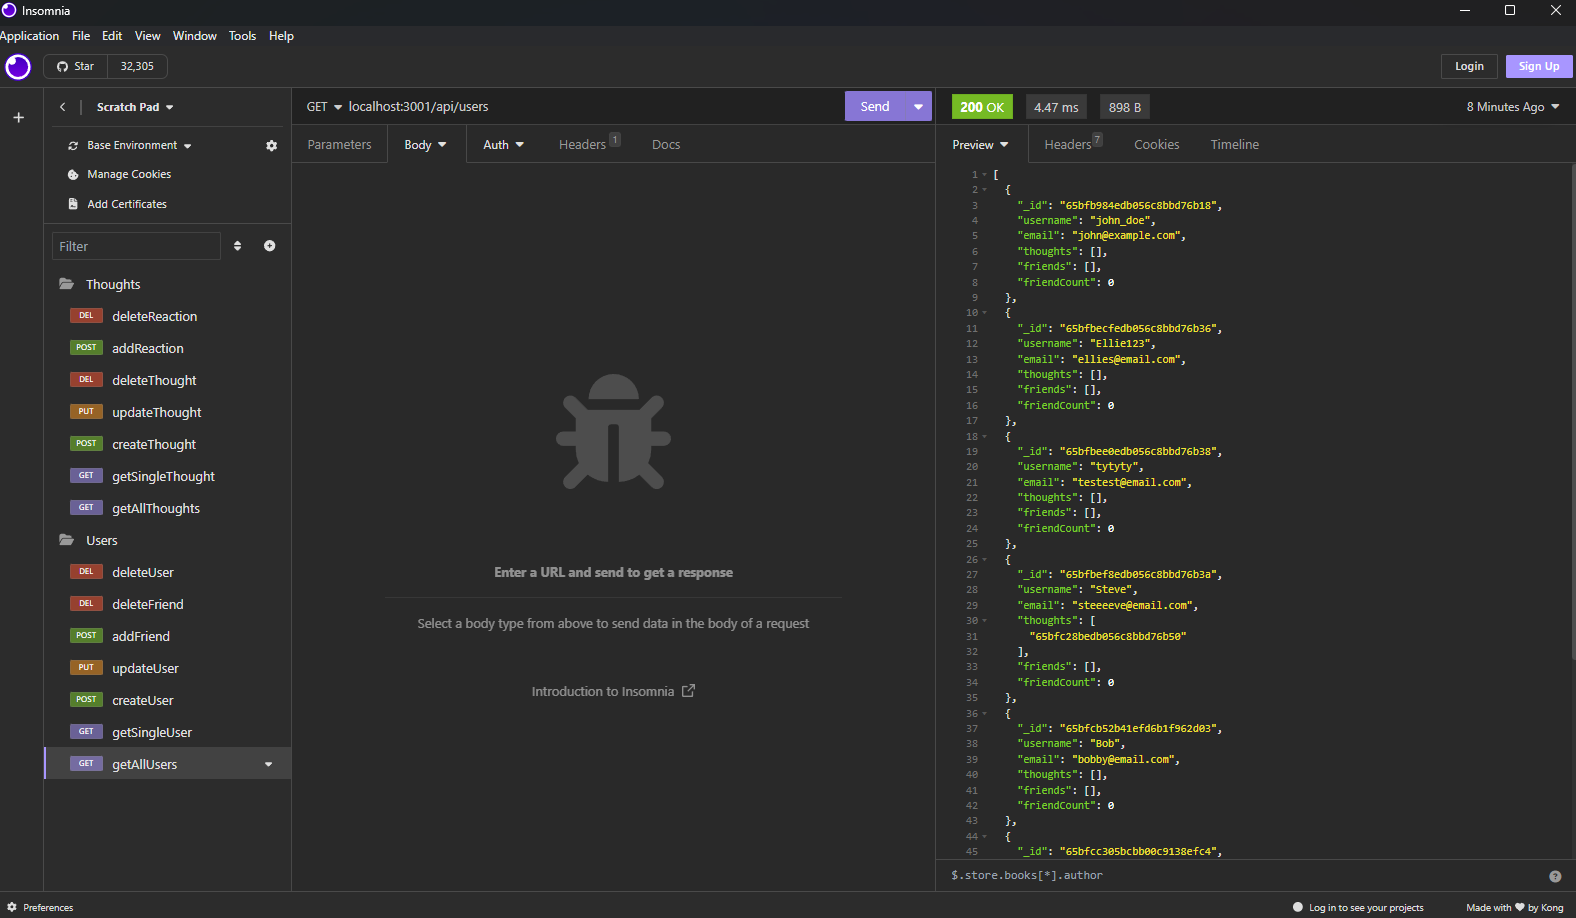 Insomnia
Application File Edit View Window Tools Help
Star 32,305 Login Sign Up
Scratch Pad
Base Environment
Manage Cookies
Add Certificates
Filter
Thoughts
DEL deleteReaction
POST addReaction
DEL deleteThought
PUT updateThought
POST createThought
GET getSingleThought
GET getAllThoughts
Users
DEL deleteUser
DEL deleteFriend
POST addFriend
PUT updateUser
POST createUser
GET getSingleUser
GET getAllUsers
GET localhost:3001/api/users Send
Parameters Body Auth Headers 1 Docs
Enter a URL and send to get a response
Select a body type from above to send data in the body of a request
Introduction to Insomnia
200 OK 4.47 ms 898 B 8 Minutes Ago
Preview Headers 7 Cookies Timeline
1 [
2 {
3 "_id": "65bfb984edb056c8bbd76b18",
4 "username": "john_doe",
5 "email": "john@example.com",
6 "thoughts": [],
7 "friends": [],
8 "friendCount": 0
9 },
10 {
11 "_id": "65bfbecfedb056c8bbd76b36",
12 "username": "Ellie123",
13 "email": "ellies@email.com",
14 "thoughts": [],
15 "friends": [],
16 "friendCount": 0
17 },
18 {
19 "_id": "65bfbee0edb056c8bbd76b38",
20 "username": "tytyty",
21 "email": "testest@email.com",
22 "thoughts": [],
23 "friends": [],
24 "friendCount": 0
25 },
26 {
27 "_id": "65bfbef8edb056c8bbd76b3a",
28 "username": "Steve",
29 "email": "steeeeve@email.com",
30 "thoughts": [
31 "65bfc28bedb056c8bbd76b50"
32 ],
33 "friends": [],
34 "friendCount": 0
35 },
36 {
37 "_id": "65bfcb52b41efd6b1f962d03",
38 "username": "Bob",
39 "email": "bobby@email.com",
40 "thoughts": [],
41 "friends": [],
42 "friendCount": 0
43 },
44 {
45 "_id": "65bfcc305bcbb00c9138efc4",
$.store.books[*].author
Preferences Log in to see your projects Made with ♥ by Kong